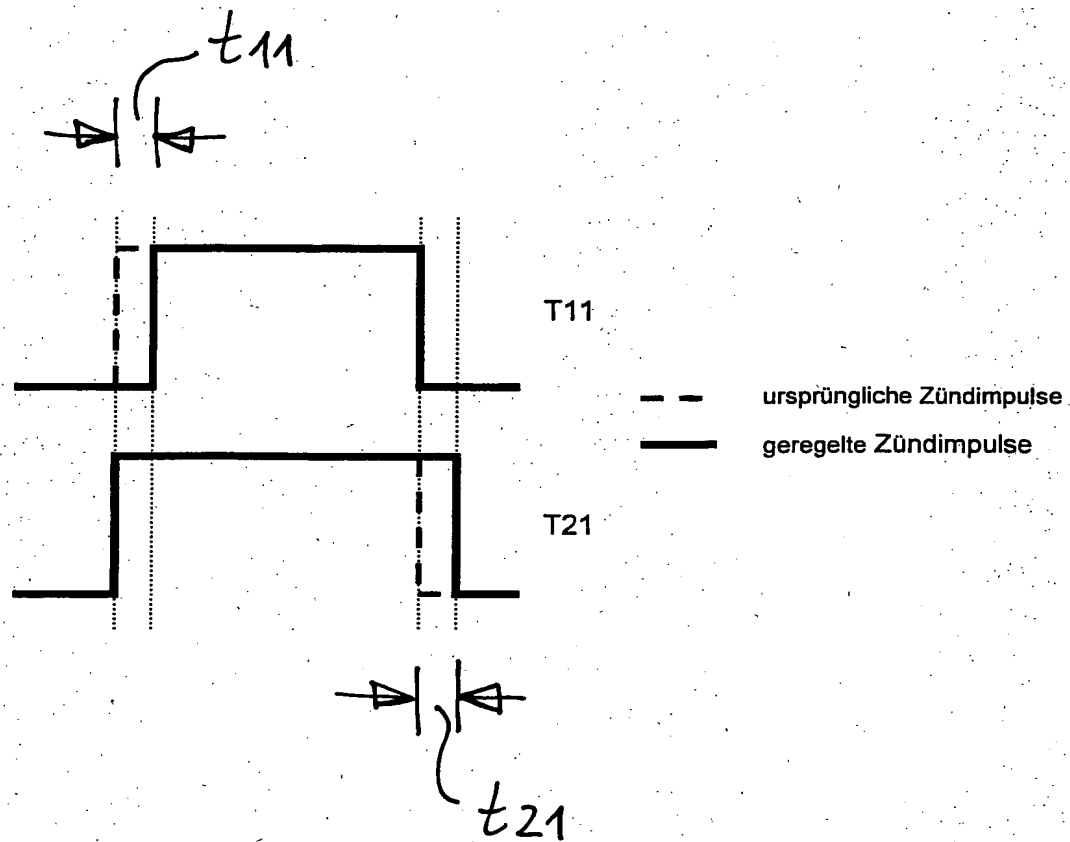 t11
T11
ursprüngliche Zündimpulse
geregelte Zündimpulse
T21
t21